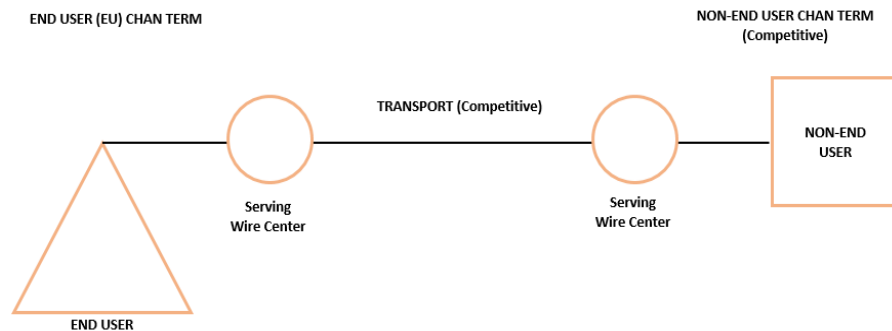 END USER (EU) CHAN TERM
NON-END USER CHAN TERM
(Competitive)
TRANSPORT (Competitive)
NON-END
USER
Serving
Wire Center
Serving
Wire Center
END USER